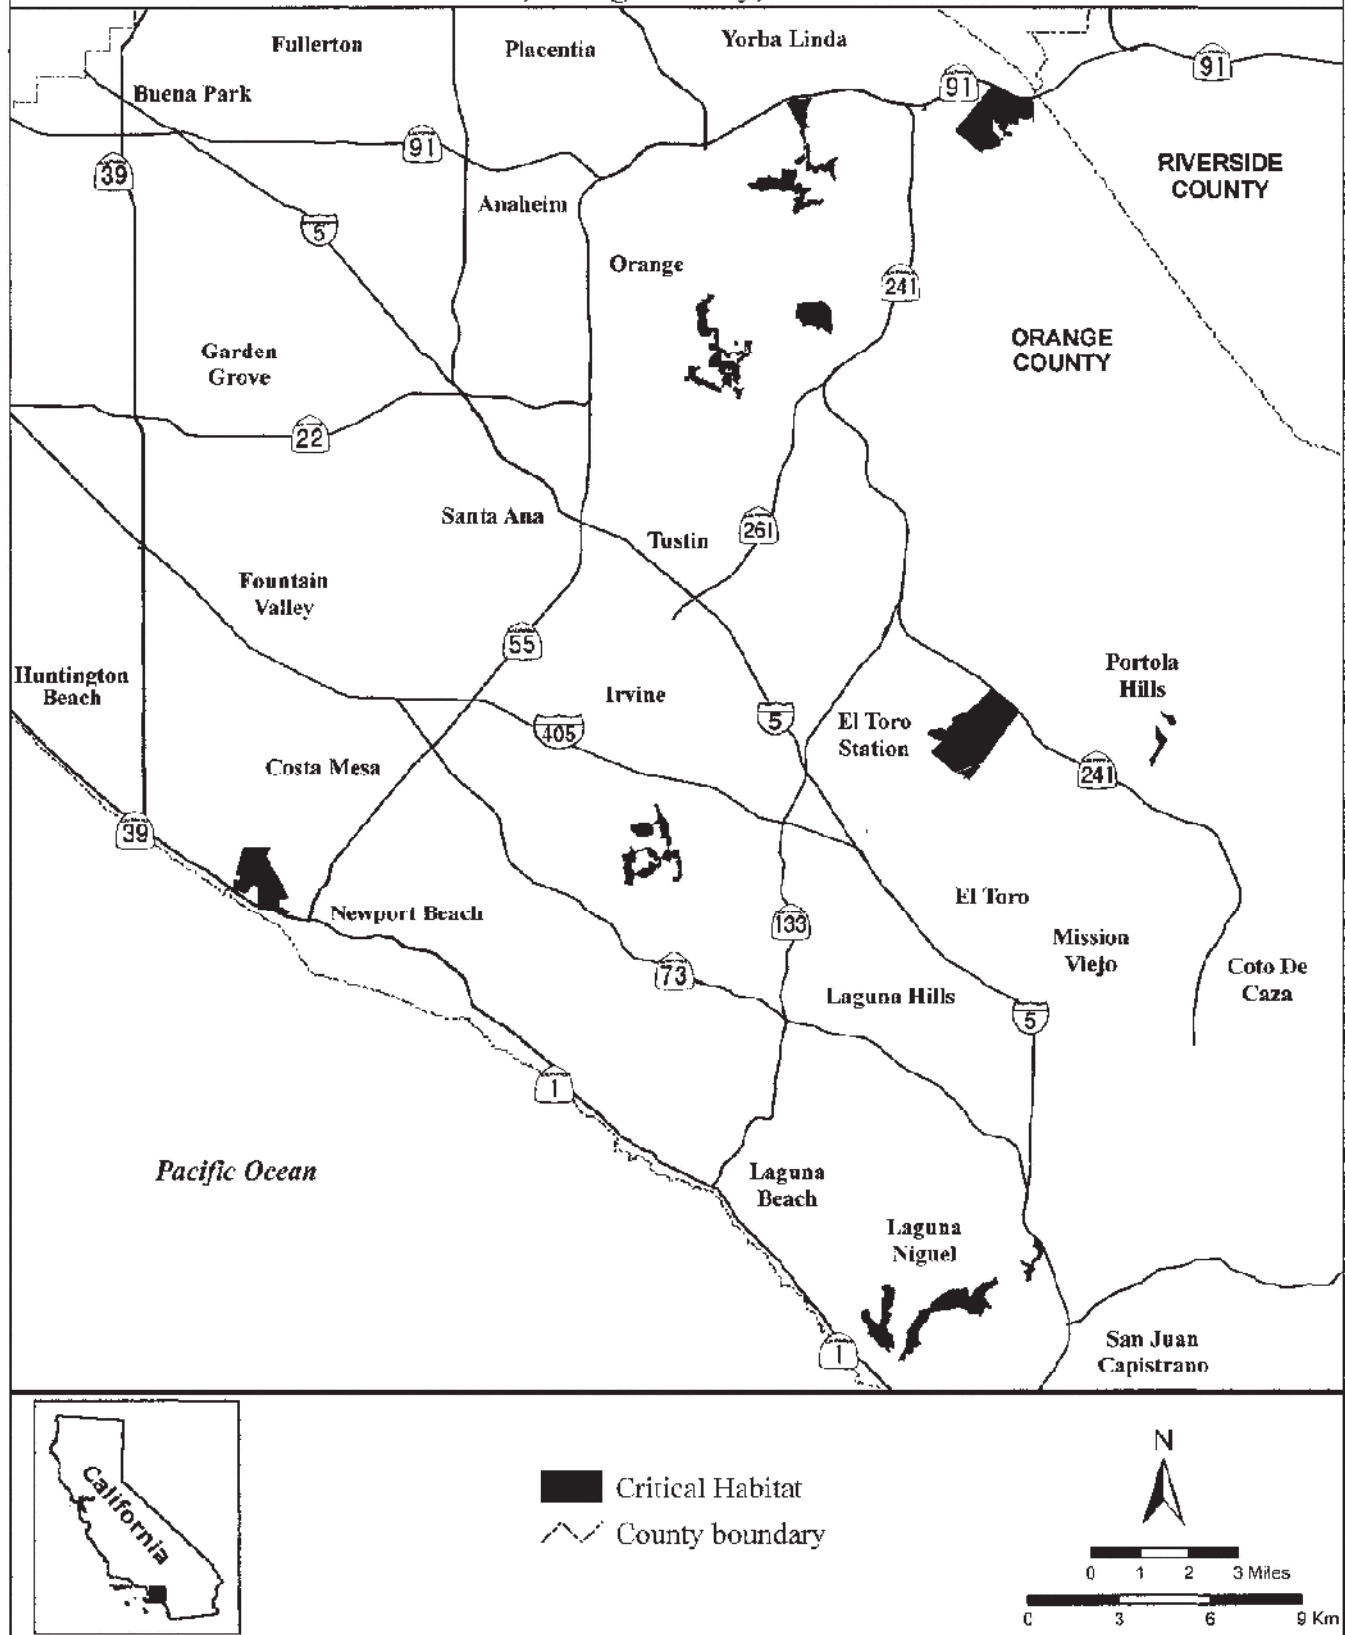 Fullerton
Placentia
Yorba Linda
91
91
Buena Park
91
39
RIVERSIDE
COUNTY
Anaheim
5
Orange
241
ORANGE
COUNTY
Garden
Grove
22
Santa Ana
261
Tustin
Fountain
Valley
55
Huntington
Beach
Portola
Hills
Irvine
5
405
El Toro
Station
Costa Mesa
241
39
El Toro
Newport Beach
133
Mission
Viejo
73
Coto De
Caza
Laguna Hills
5
1
Pacific Ocean
Laguna
Beach
Laguna
Niguel
1
San Juan
Capistrano
California
Critical Habitat
County boundary
N
0 1 2 3 Miles
0 3 6 9 Km